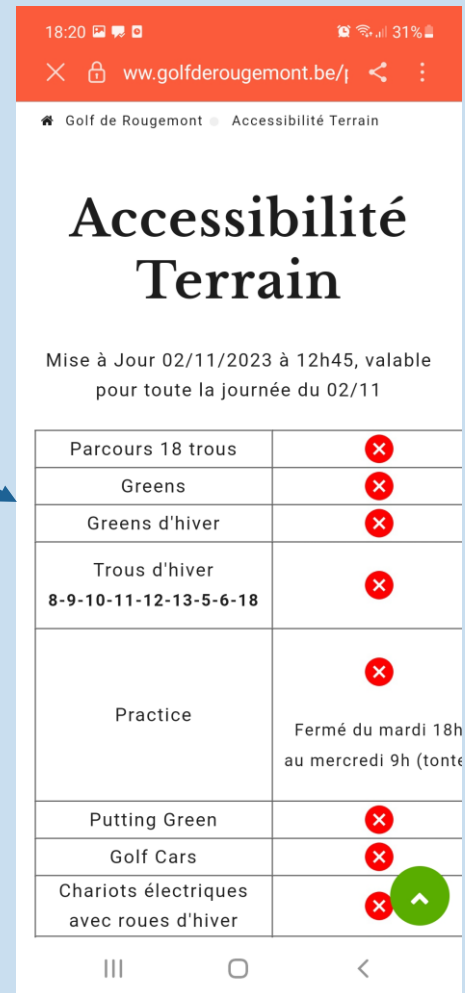 18:20 31%
ww.golfderougemont.be/
Golf de Rougemont Accessibilité Terrain
Accessibilité
Terrain
Mise à Jour 02/11/2023 à 12h45, valable
pour toute la journée du 02/11
Parcours 18 trous
Greens
Greens d'hiver
Trous d'hiver
8-9-10-11-12-13-5-6-18
Practice
Fermé du mardi 18h
au mercredi 9h (tonte
Putting Green
Golf Cars
Chariots électriques
avec roues d'hiver